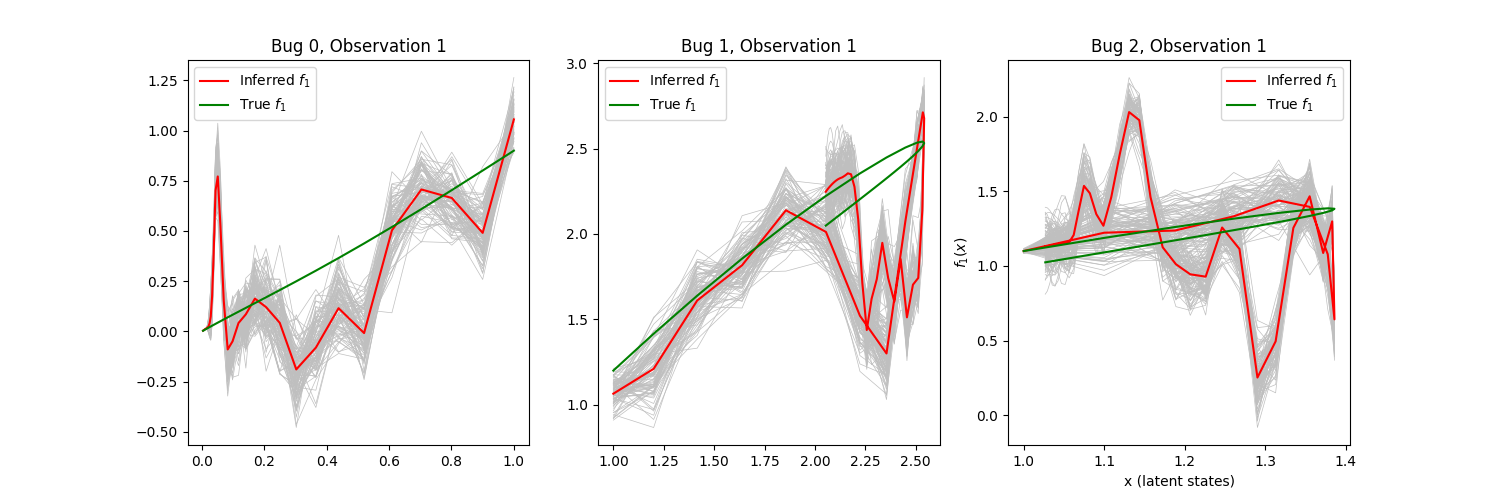 Bug 0, Observation 1
Inferred f₁
True f₁
1.25
1.00
0.75
0.50
0.25
0.00
−0.25
−0.50
0.0 0.2 0.4 0.6 0.8 1.0
Bug 1, Observation 1
Inferred f₁
True f₁
3.0
2.5
2.0
1.5
1.0
1.00 1.25 1.50 1.75 2.00 2.25 2.50
Bug 2, Observation 1
Inferred f₁
True f₁
f₁(x)
2.0
1.5
1.0
0.5
0.0
1.0 1.1 1.2 1.3 1.4
x (latent states)